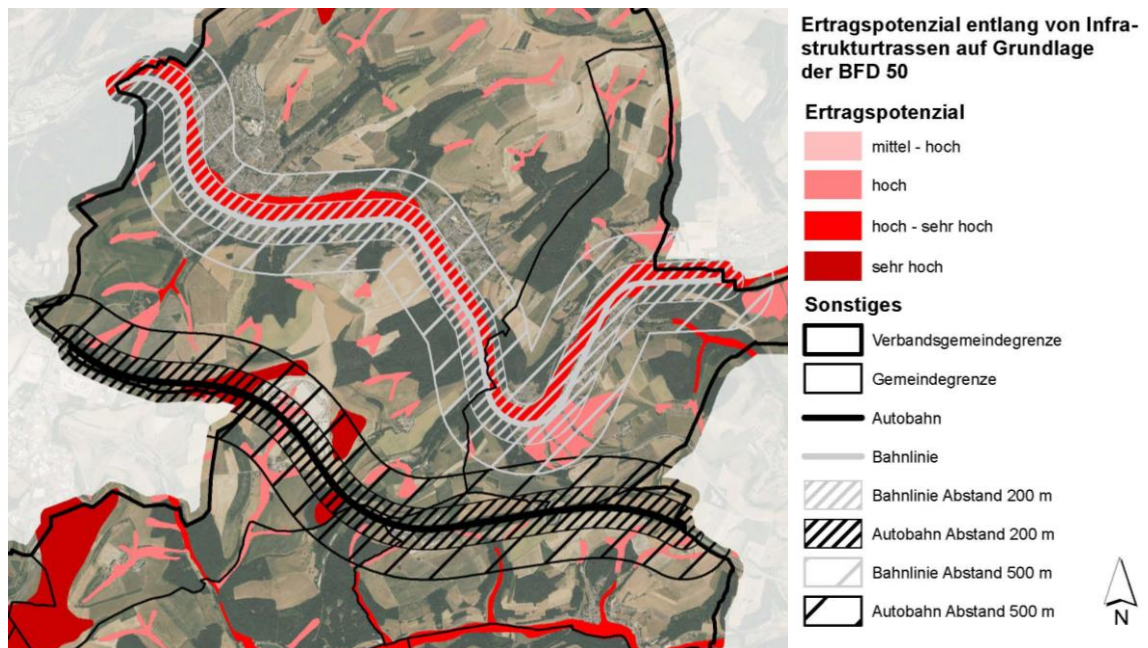 Ertragspotenzial entlang von Infra-
strukturtrassen auf Grundlage
der BFD 50
Ertragspotenzial
mittel - hoch
hoch
hoch - sehr hoch
sehr hoch
Sonstiges
Verbandsgemeindegrenze
Gemeindegrenze
Autobahn
Bahnlinie
Bahnlinie Abstand 200 m
Autobahn Abstand 200 m
Bahnlinie Abstand 500 m
Autobahn Abstand 500 m
N